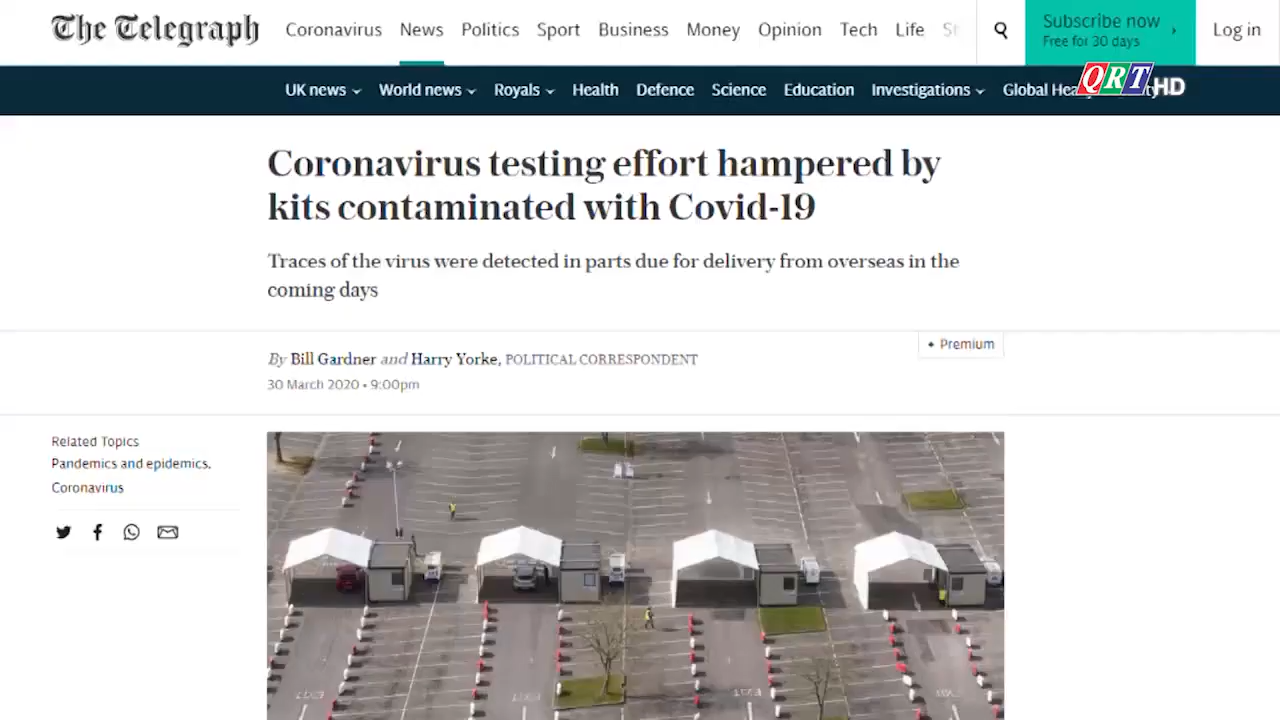 The Telegraph
Coronavirus News Politics Sport Business Money Opinion Tech Life
Subscribe now
Free for 30 days
Log in
UK news World news Royals Health Defence Science Education Investigations Global
QRT HD
Coronavirus testing effort hampered by
kits contaminated with Covid-19
Traces of the virus were detected in parts due for delivery from overseas in the
coming days
By Bill Gardner and Harry Yorke, POLITICAL CORRESPONDENT
30 March 2020 • 9:00pm
Premium
Related Topics
Pandemics and epidemics,
Coronavirus